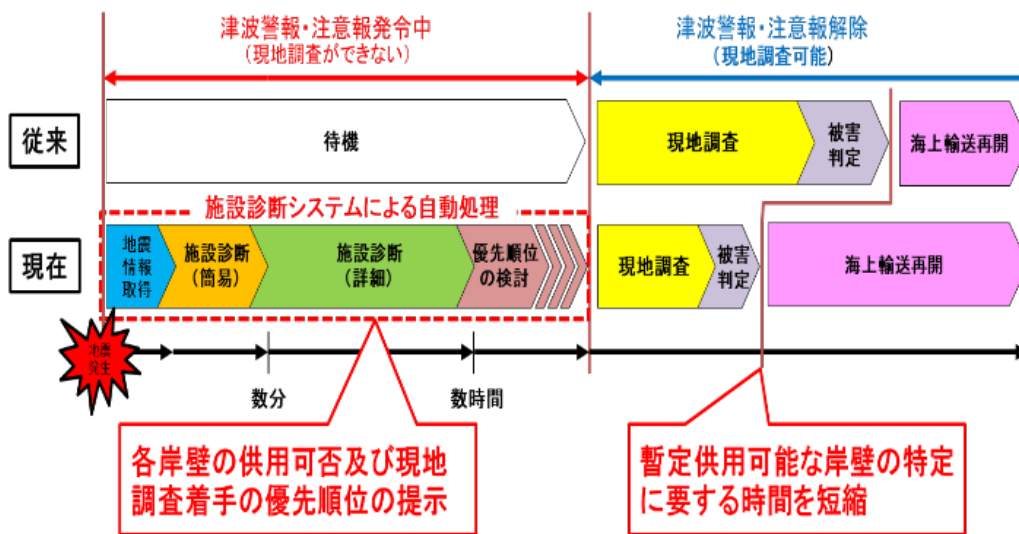 津波警報・注意報発令中
(現地調査ができない)
津波警報・注意報解除
(現地調査可能)
従来
待機
現地調査
被害
判定
海上輸送再開
施設診断システムによる自動処理
現在
地震
情報
取得
施設診断
(簡易)
施設診断
(詳細)
優先順位
の検討
現地調査
被害
判定
海上輸送再開
地震
発生
数分
数時間
各岸壁の供用可否及び現地
調査着手の優先順位の提示
暫定供用可能な岸壁の特定
に要する時間を短縮